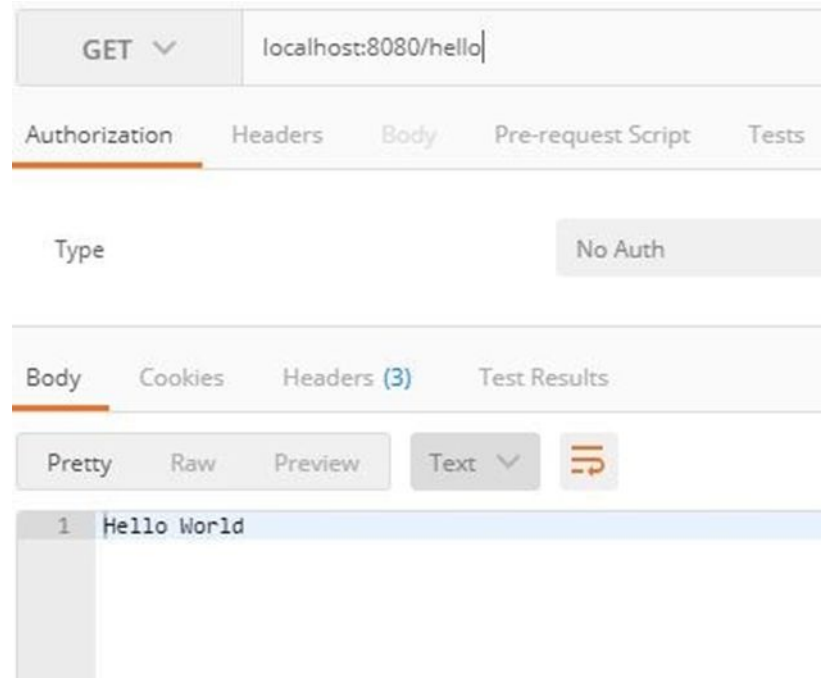 GET localhost:8080/hello
Authorization Headers Body Pre-request Script Tests
Type No Auth
Body Cookies Headers (3) Test Results
Pretty Raw Preview Text
1 Hello World